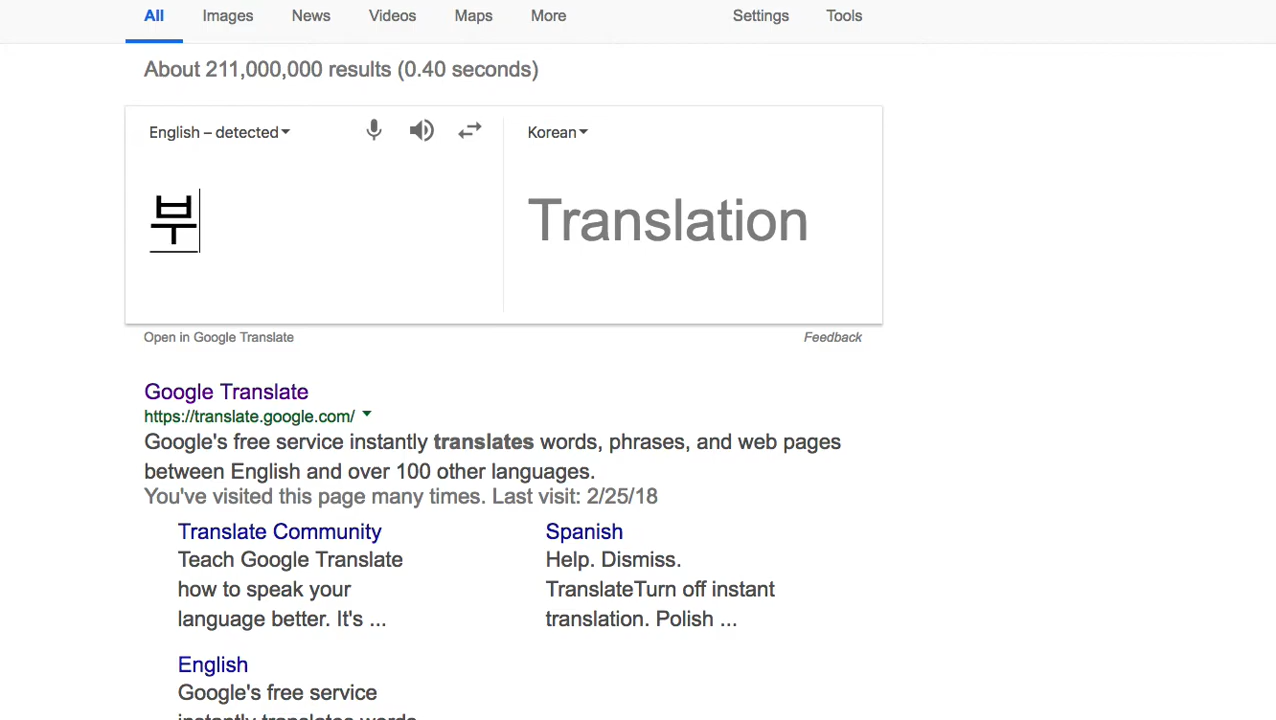 All Images News Videos Maps More Settings Tools
About 211,000,000 results (0.40 seconds)
English – detected
Korean
부
Translation
Open in Google Translate
Feedback
Google Translate
https://translate.google.com/
Google's free service instantly translates words, phrases, and web pages
between English and over 100 other languages.
You've visited this page many times. Last visit: 2/25/18
Translate Community
Teach Google Translate
how to speak your
language better. It's ...
Spanish
Help. Dismiss.
TranslateTurn off instant
translation. Polish ...
English
Google's free service
instantly translates words